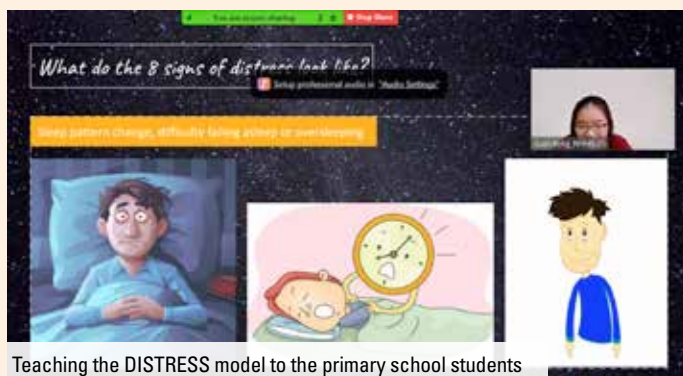 You are screen sharing
Stop Share
What do the 8 signs of distress look like?
Setup professional audio in "Audio Settings"
Sleep pattern change, difficulty falling asleep or oversleeping
Teaching the DISTRESS model to the primary school students